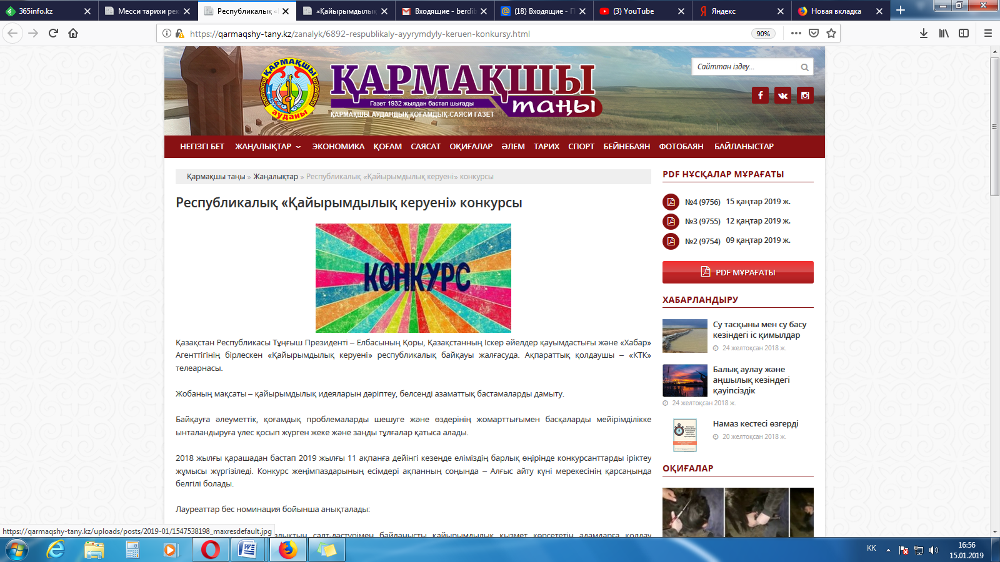 365info.kz
Месси тарихи рек
Республикалық «
«Қайырымдылық
Входящие - berdib
(18) Входящие - П
(3) YouTube
Яндекс
Новая вкладка
https://qarmaqshy-tany.kz/zanalyk/6892-respublikaly-ayyrymdyly-keruen-konkursy.html
90%
ҚАРМАҚШЫ
АУДАНЫ
ҚАРМАҚШЫ
таңы
Газет 1932 жылдан бастап шығады
ҚАРМАҚШЫ АУДАНДЫҚ ҚОҒАМДЫҚ-САЯСИ ГАЗЕТ
Сайттан іздеу...
НЕГІЗГІ БЕТ ЖАҢАЛЫҚТАР ЭКОНОМИКА ҚОҒАМ САЯСАТ ОҚИҒАЛАР ӘЛЕМ ТАРИХ СПОРТ БЕЙНЕБАЯН ФОТОБАЯН БАЙЛАНЫСТАР
Қармақшы таңы » Жаңалықтар » Республикалық «Қайырымдылық керуені» конкурсы
Республикалық «Қайырымдылық керуені» конкурсы
КОНКУРС
Қазақстан Республикасы Тұңғыш Президенті – Елбасының Қоры, Қазақстанның Іскер әйелдер қауымдастығы және «Хабар»
Агенттігінің бірлескен «Қайырымдылық керуені» республикалық байқауы жалғасуда. Ақпараттық қолдаушы – «КТК»
телеарнасы.
Жобаның мақсаты – қайырымдылық идеяларын дәріптеу, белсенді азаматтық бастамаларды дамыту.
Байқауға әлеуметтік, қоғамдық проблемаларды шешуге және өздерінің жомарттығымен басқаларды мейірімділікке
ынталандыруға үлес қосып жүрген жеке және заңды тұлғалар қатыса алады.
2018 жылғы қарашадан бастап 2019 жылғы 11 ақпанға дейінгі кезеңде еліміздің барлық өңірінде конкурсанттарды іріктеу
жұмысы жүргізіледі. Конкурс жеңімпаздарының есімдері ақпанның соңында – Алғыс айту күні мерекесінің қарсаңында
белгілі болады.
Лауреаттар бес номинация бойынша анықталады:
алықтың салт-дәстүрімен байланысты қайырымдылық қызмет көрсететін адамдарға қолдау
PDF НҰСҚАЛАР МҰРАҒАТЫ
№4 (9756) 15 қаңтар 2019 ж.
№3 (9755) 12 қаңтар 2019 ж.
№2 (9754) 09 қаңтар 2019 ж.
PDF МҰРАҒАТЫ
ХАБАРЛАНДЫРУ
Су тасқыны мен су басу
кезіндегі іс қимылдар
24 желтоқсан 2018 ж.
Балық аулау және
аңшылық кезіндегі
қауіпсіздік
24 желтоқсан 2018 ж.
Намаз кестесі өзгерді
20 желтоқсан 2018 ж.
ОҚИҒАЛАР
https://qarmaqshy-tany.kz/uploads/posts/2019-01/1547538198_maxresdefault.jpg
KK
16:56
15.01.2019